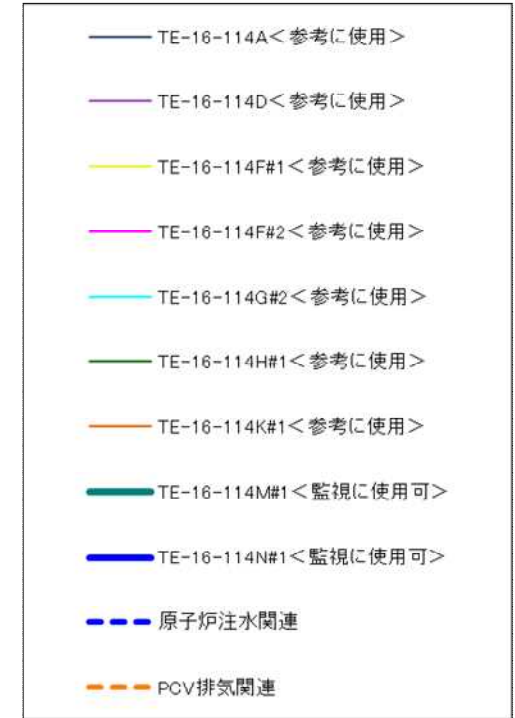 TE-16-114A＜参考に使用＞
TE-16-114D＜参考に使用＞
TE-16-114F#1＜参考に使用＞
TE-16-114F#2＜参考に使用＞
TE-16-114G#2＜参考に使用＞
TE-16-114H#1＜参考に使用＞
TE-16-114K#1＜参考に使用＞
TE-16-114M#1＜監視に使用可＞
TE-16-114N#1＜監視に使用可＞
原子炉注水関連
PCV排気関連